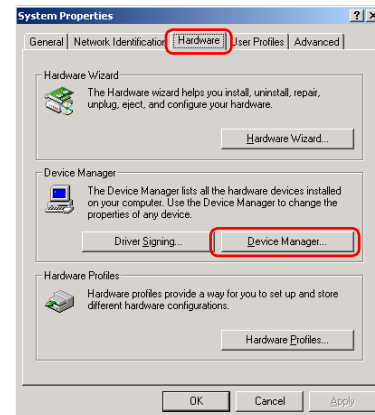 System Properties
General Network Identification Hardware User Profiles Advanced
Hardware Wizard
The Hardware wizard helps you install, uninstall, repair,
unplug, eject, and configure your hardware.
Hardware Wizard...
Device Manager
The Device Manager lists all the hardware devices installed
on your computer. Use the Device Manager to change the
properties of any device.
Driver Signing... Device Manager...
Hardware Profiles
Hardware profiles provide a way for you to set up and store
different hardware configurations.
Hardware Profiles...
OK Cancel Apply